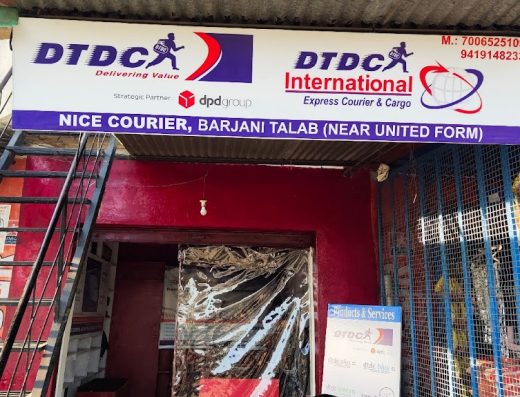 DTDC
Delivering Value
Strategic Partner
dpdgroup
DTDC
International
Express Courier & Cargo
M.: 700652510
941914823
NICE COURIER, BARJANI TALAB (NEAR UNITED FORM)
Products & Services
DTDC